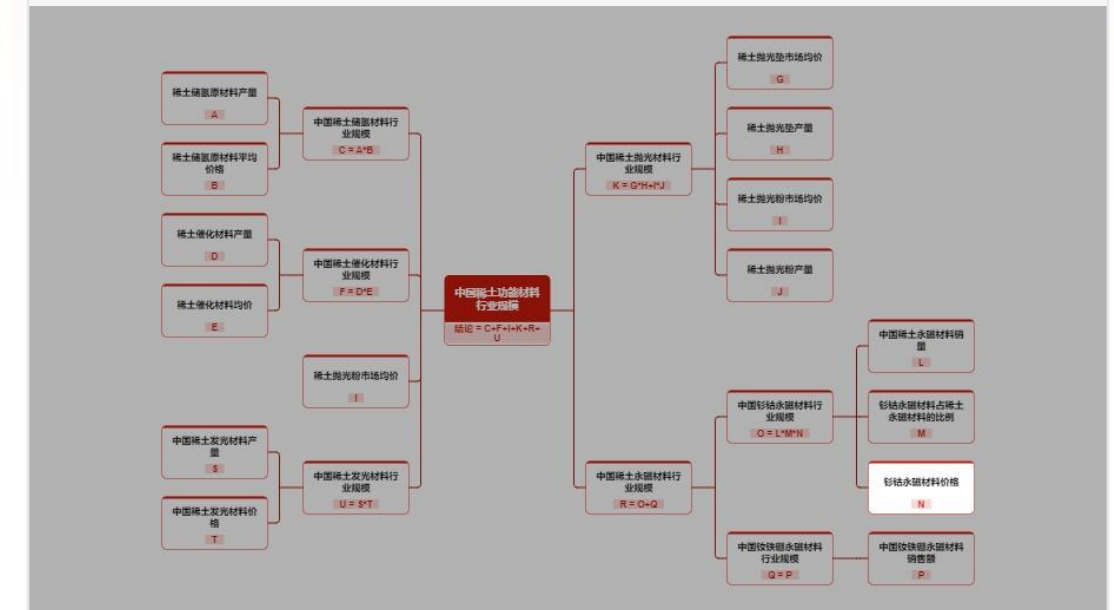 稀土储氢原材料产量
A
稀土储氢原材料平均
价格
B
中国稀土储氢材料行
业规模
C = A*B
稀土催化材料产量
D
稀土催化材料均价
E
中国稀土催化材料行
业规模
F = D*E
稀土抛光粉市场均价
I
中国稀土发光材料产
量
S
中国稀土发光材料价
格
T
中国稀土发光材料行
业规模
U = S*T
中国稀土功能材料
行业规模
结论 = C+F+I+K+R+
U
中国稀土抛光材料行
业规模
K = G*H+I*J
稀土抛光垫市场均价
G
稀土抛光垫产量
H
稀土抛光粉市场均价
I
稀土抛光粉产量
J
中国稀土永磁材料行
业规模
R = O+Q
中国钐钴永磁材料行
业规模
O = L*M*N
中国稀土永磁材料销
量
L
钐钴永磁材料占稀土
永磁材料的比例
M
钐钴永磁材料价格
N
中国钕铁硼永磁材料
行业规模
Q = P
中国钕铁硼永磁材料
销售额
P